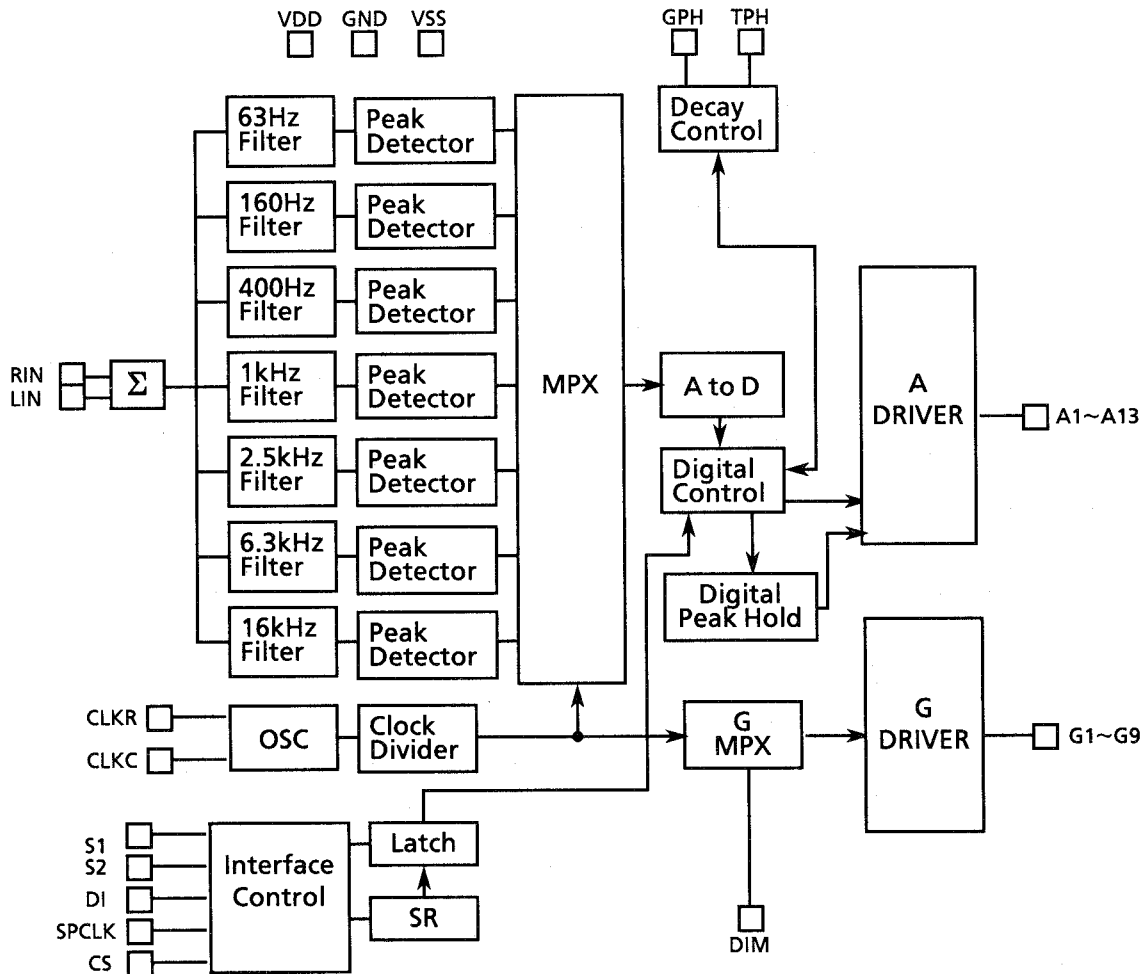 VDD GND VSS
GPH TPH
63Hz
Filter
Peak
Detector
160Hz
Filter
Peak
Detector
400Hz
Filter
Peak
Detector
1kHz
Filter
Peak
Detector
2.5kHz
Filter
Peak
Detector
6.3kHz
Filter
Peak
Detector
16kHz
Filter
Peak
Detector
RIN
LIN
Σ
MPX
Decay
Control
A to D
Digital
Control
Digital
Peak Hold
A
DRIVER
A1~A13
CLKR
CLKC
OSC
Clock
Divider
G
MPX
G
DRIVER
G1~G9
S1
S2
DI
SPCLK
CS
Interface
Control
Latch
SR
DIM